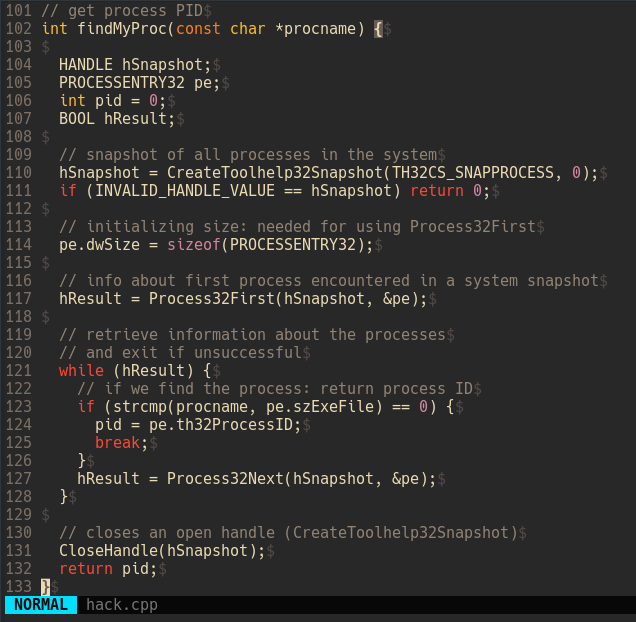 101 // get process PID$
102 int findMyProc(const char *procname) {$
103 $
104   HANDLE hSnapshot;$
105   PROCESSENTRY32 pe;$
106   int pid = 0;$
107   BOOL hResult;$
108 $
109   // snapshot of all processes in the system$
110   hSnapshot = CreateToolhelp32Snapshot(TH32CS_SNAPPROCESS, 0);$
111   if (INVALID_HANDLE_VALUE == hSnapshot) return 0;$
112 $
113   // initializing size: needed for using Process32First$
114   pe.dwSize = sizeof(PROCESSENTRY32);$
115 $
116   // info about first process encountered in a system snapshot$
117   hResult = Process32First(hSnapshot, &pe);$
118 $
119   // retrieve information about the processes$
120   // and exit if unsuccessful$
121   while (hResult) {$
122     // if we find the process: return process ID$
123     if (strcmp(procname, pe.szExeFile) == 0) {$
124       pid = pe.th32ProcessID;$
125       break;$
126     }$
127     hResult = Process32Next(hSnapshot, &pe);$
128   }$
129 $
130   // closes an open handle (CreateToolhelp32Snapshot)$
131   CloseHandle(hSnapshot);$
132   return pid;$
133 }$
NORMAL hack.cpp